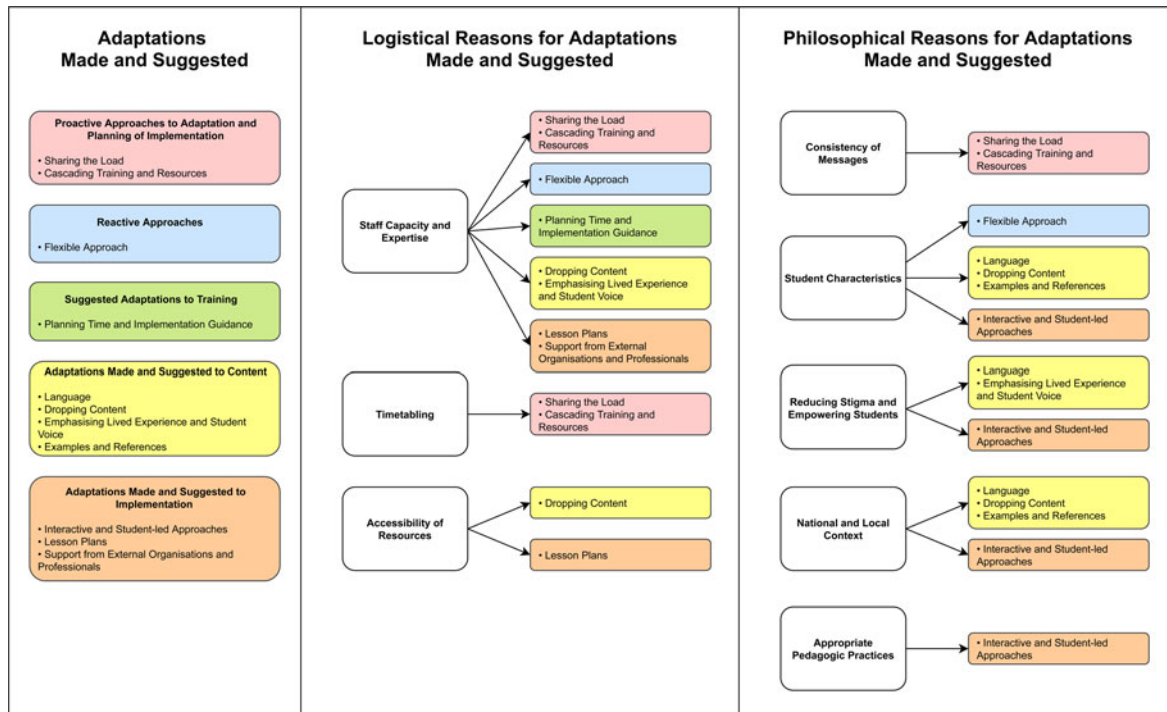 Adaptations
Made and Suggested
Proactive Approaches to Adaptation and
Planning of Implementation
• Sharing the Load
• Cascading Training and Resources
Reactive Approaches
• Flexible Approach
Suggested Adaptations to Training
• Planning Time and Implementation Guidance
Adaptations Made and Suggested to Content
• Language
• Dropping Content
• Emphasising Lived Experience and Student
Voice
• Examples and References
Adaptations Made and Suggested to
Implementation
• Interactive and Student-led Approaches
• Lesson Plans
• Support from External Organisations and
Professionals
Logistical Reasons for Adaptations
Made and Suggested
Staff Capacity and
Expertise
• Sharing the Load
• Cascading Training and
Resources
• Flexible Approach
• Planning Time and
Implementation Guidance
• Dropping Content
• Emphasising Lived Experience
and Student Voice
• Lesson Plans
• Support from External
Organisations and Professionals
Timetabling
• Sharing the Load
• Cascading Training and
Resources
Accessibility of
Resources
• Dropping Content
• Lesson Plans
Philosophical Reasons for Adaptations
Made and Suggested
Consistency of
Messages
• Sharing the Load
• Cascading Training and
Resources
Student Characteristics
• Flexible Approach
• Language
• Dropping Content
• Examples and References
• Interactive and Student-led
Approaches
Reducing Stigma and
Empowering Students
• Language
• Emphasising Lived Experience and
Student Voice
• Interactive and Student-led
Approaches
National and Local
Context
• Language
• Dropping Content
• Examples and References
• Interactive and Student-led
Approaches
Appropriate
Pedagogic Practices
• Interactive and Student-led
Approaches